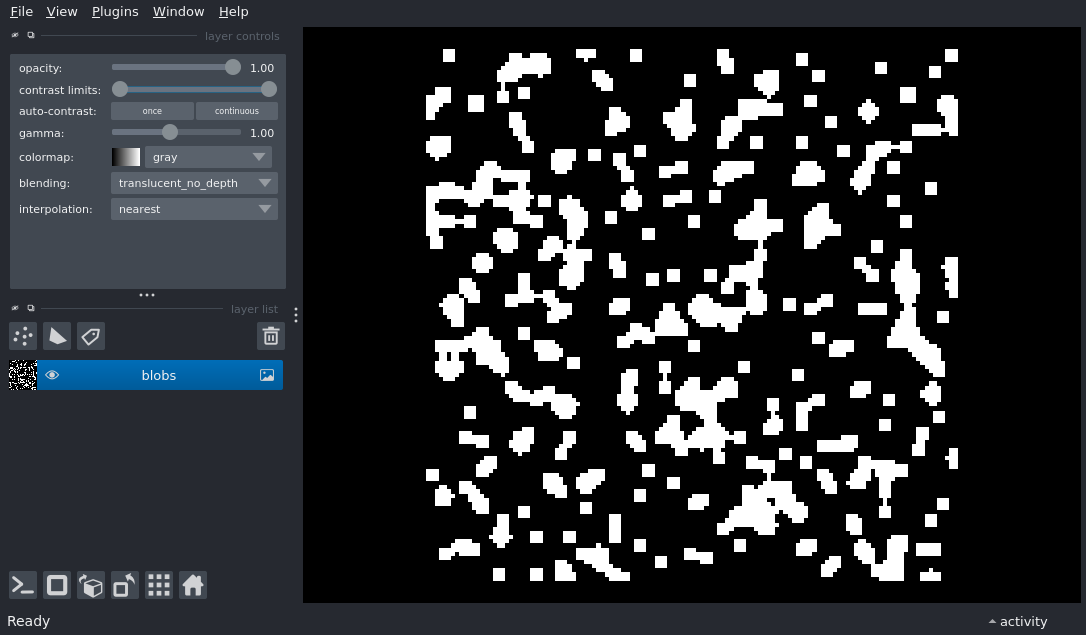 File View Plugins Window Help
layer controls
opacity: 1.00
contrast limits:
auto-contrast: once continuous
gamma: 1.00
colormap: gray
blending: translucent_no_depth
interpolation: nearest
layer list
blobs
Ready activity